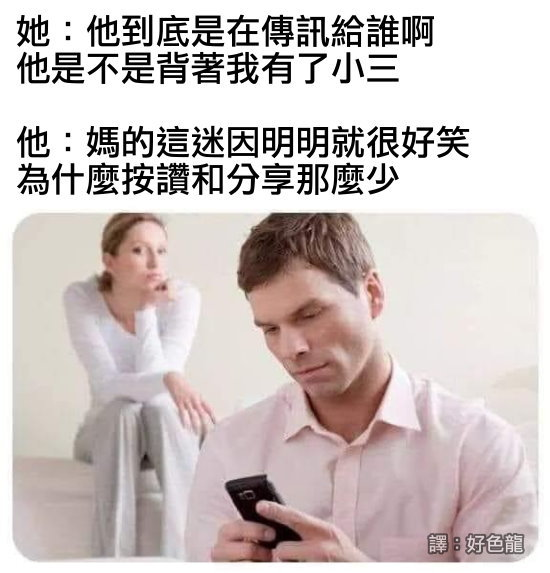 她：他到底是在傳訊給誰啊
他是不是背著我有了小三
他：媽的這迷因明明就很好笑
為什麼按讚和分享那麼少
譯：好色龍